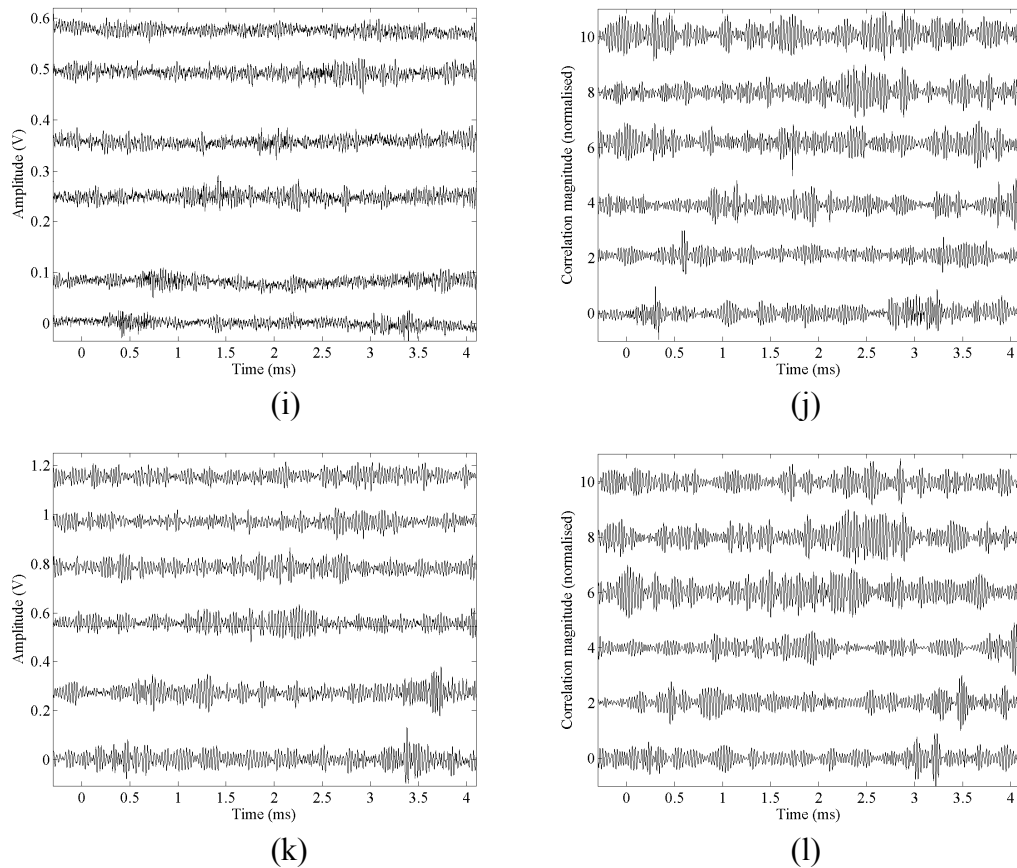 0.6
0.5
0.4
0.3
0.2
0.1
0
Amplitude (V)
0 0.5 1 1.5 2 2.5 3 3.5 4
Time (ms)
(i)
10
8
6
4
2
0
Correlation magnitude (normalised)
0 0.5 1 1.5 2 2.5 3 3.5 4
Time (ms)
(j)
1.2
1
0.8
0.6
0.4
0.2
0
Amplitude (V)
0 0.5 1 1.5 2 2.5 3 3.5 4
Time (ms)
(k)
10
8
6
4
2
0
Correlation magnitude (normalised)
0 0.5 1 1.5 2 2.5 3 3.5 4
Time (ms)
(l)